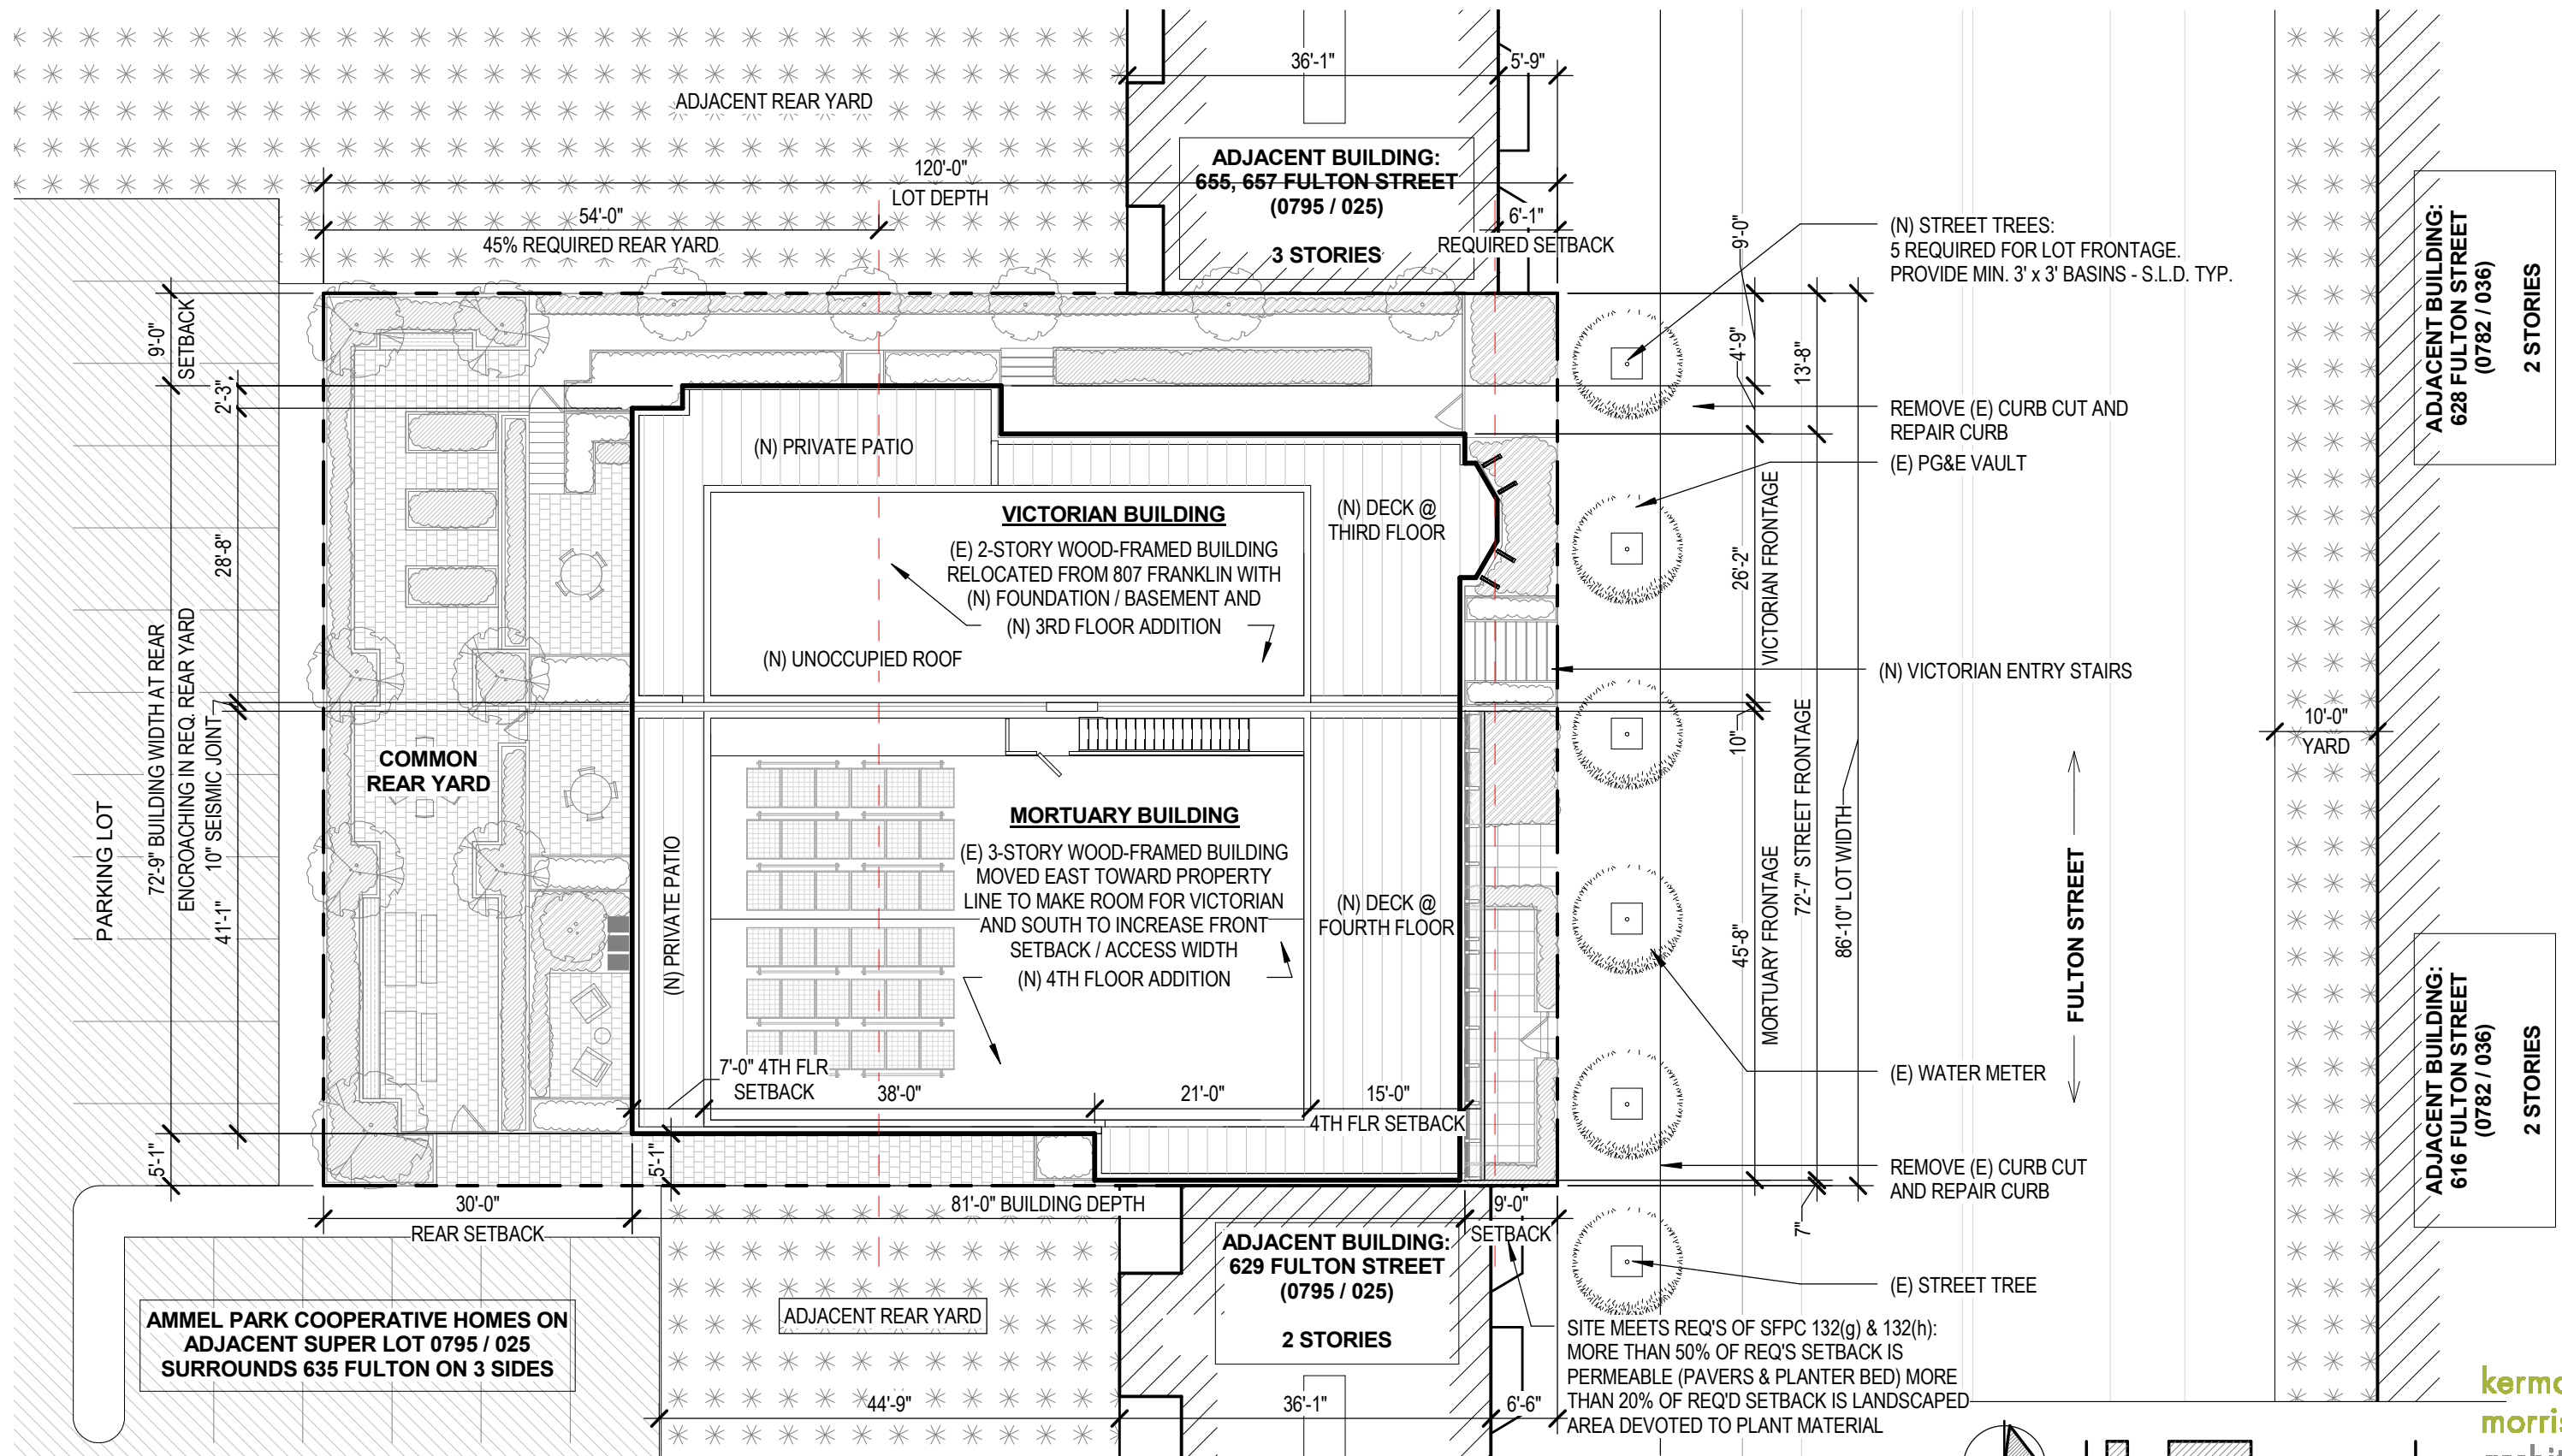 36'-1"
5'-9"
ADJACENT REAR YARD
ADJACENT BUILDING:
655, 657 FULTON STREET
(0795 / 025)
3 STORIES
120'-0"
LOT DEPTH
54'-0"
45% REQUIRED REAR YARD
6'-1"
REQUIRED SETBACK
9'-0"
(N) STREET TREES:
5 REQUIRED FOR LOT FRONTAGE.
PROVIDE MIN. 3' x 3' BASINS - S.L.D. TYP.
ADJACENT BUILDING:
628 FULTON STREET
(0782 / 036)
2 STORIES
9'-0"
SETBACK
2'-3"
4'-9"
13'-8"
REMOVE (E) CURB CUT AND
REPAIR CURB
(E) PG&E VAULT
(N) PRIVATE PATIO
VICTORIAN BUILDING
(E) 2-STORY WOOD-FRAMED BUILDING
RELOCATED FROM 807 FRANKLIN WITH
(N) FOUNDATION / BASEMENT AND
(N) 3RD FLOOR ADDITION
(N) DECK @
THIRD FLOOR
(N) UNOCCUPIED ROOF
28'-8"
26'-2"
VICTORIAN FRONTAGE
(N) VICTORIAN ENTRY STAIRS
72'-9" BUILDING WIDTH AT REAR
ENCROACHING IN REQ. REAR YARD
10" SEISMIC JOINT
10"
10'-0"
YARD
COMMON
REAR YARD
PARKING LOT
41'-1"
(N) PRIVATE PATIO
MORTUARY BUILDING
(E) 3-STORY WOOD-FRAMED BUILDING
MOVED EAST TOWARD PROPERTY
LINE TO MAKE ROOM FOR VICTORIAN
AND SOUTH TO INCREASE FRONT
SETBACK / ACCESS WIDTH
(N) 4TH FLOOR ADDITION
(N) DECK @
FOURTH FLOOR
45'-8"
MORTUARY FRONTAGE
72'-7" STREET FRONTAGE
86'-10" LOT WIDTH
FULTON STREET
ADJACENT BUILDING:
616 FULTON STREET
(0782 / 036)
2 STORIES
(E) WATER METER
7'-0" 4TH FLR
SETBACK
38'-0"
21'-0"
15'-0"
4TH FLR SETBACK
5'-1"
5'-1"
REMOVE (E) CURB CUT
AND REPAIR CURB
7"
30'-0"
REAR SETBACK
81'-0" BUILDING DEPTH
9'-0"
SETBACK
ADJACENT BUILDING:
629 FULTON STREET
(0795 / 025)
2 STORIES
(E) STREET TREE
AMMEL PARK COOPERATIVE HOMES ON
ADJACENT SUPER LOT 0795 / 025
SURROUNDS 635 FULTON ON 3 SIDES
ADJACENT REAR YARD
SITE MEETS REQ'S OF SFPC 132(g) & 132(h):
MORE THAN 50% OF REQ'S SETBACK IS
PERMEABLE (PAVERS & PLANTER BED) MORE
THAN 20% OF REQ'D SETBACK IS LANDSCAPED
AREA DEVOTED TO PLANT MATERIAL
44'-9"
36'-1"
6'-6"